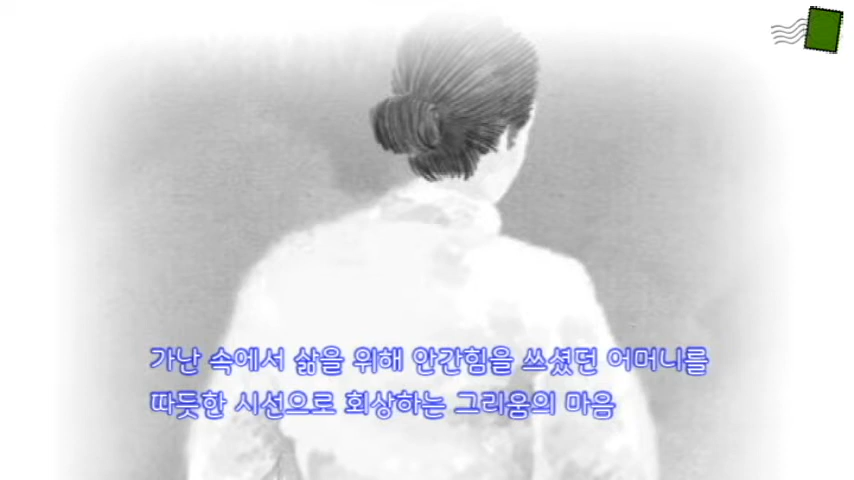 가난 속에서 삶을 위해 안간힘을 쓰셨던 어머니를
따듯한 시선으로 회상하는 그리움의 마음